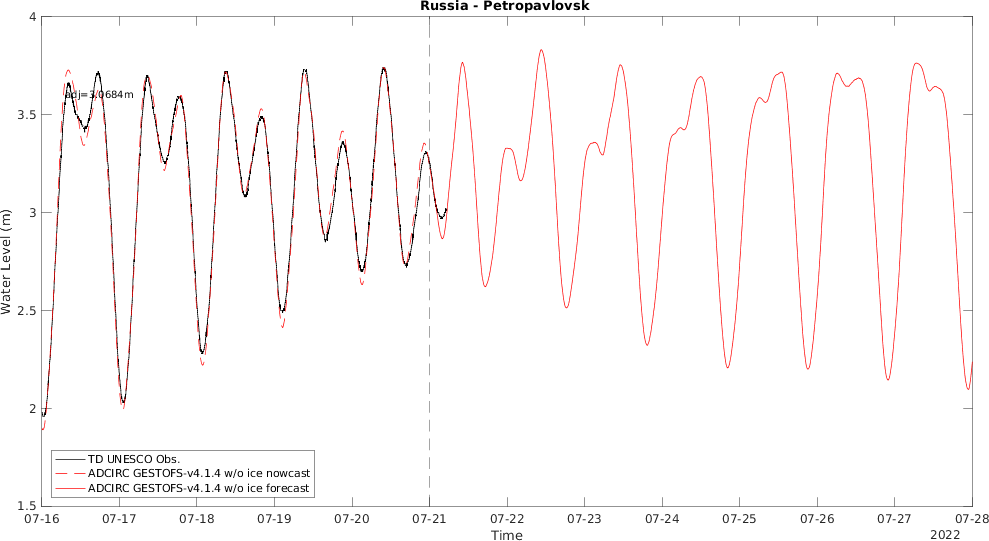 Russia - Petropavlovsk
4
3.5
3
2.5
2
1.5
Water Level (m)
adj=3.0684m
TD UNESCO Obs.
ADCIRC GESTOFS-v4.1.4 w/o ice nowcast
ADCIRC GESTOFS-v4.1.4 w/o ice forecast
07-16 07-17 07-18 07-19 07-20 07-21 07-22 07-23 07-24 07-25 07-26 07-27 07-28
Time
2022